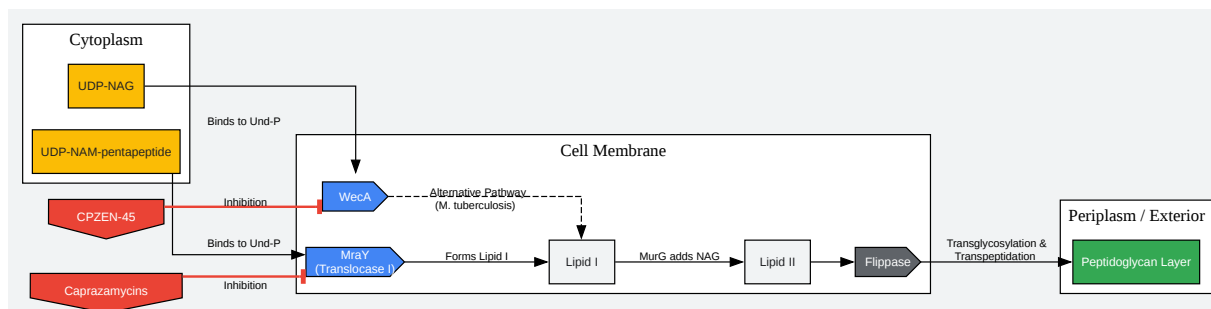 Cytoplasm
UDP-NAG
Binds to Und-P
UDP-NAM-pentapeptide
Cell Membrane
WecA
Alternative Pathway
(M. tuberculosis)
Inhibition
CPZEN-45
Periplasm / Exterior
Binds to Und-P
MraY
(Translocase I)
Forms Lipid I
Lipid I
MurG adds NAG
Lipid II
Flippase
Transglycosylation &
Transpeptidation
Peptidoglycan Layer
Inhibition
Caprazamycins